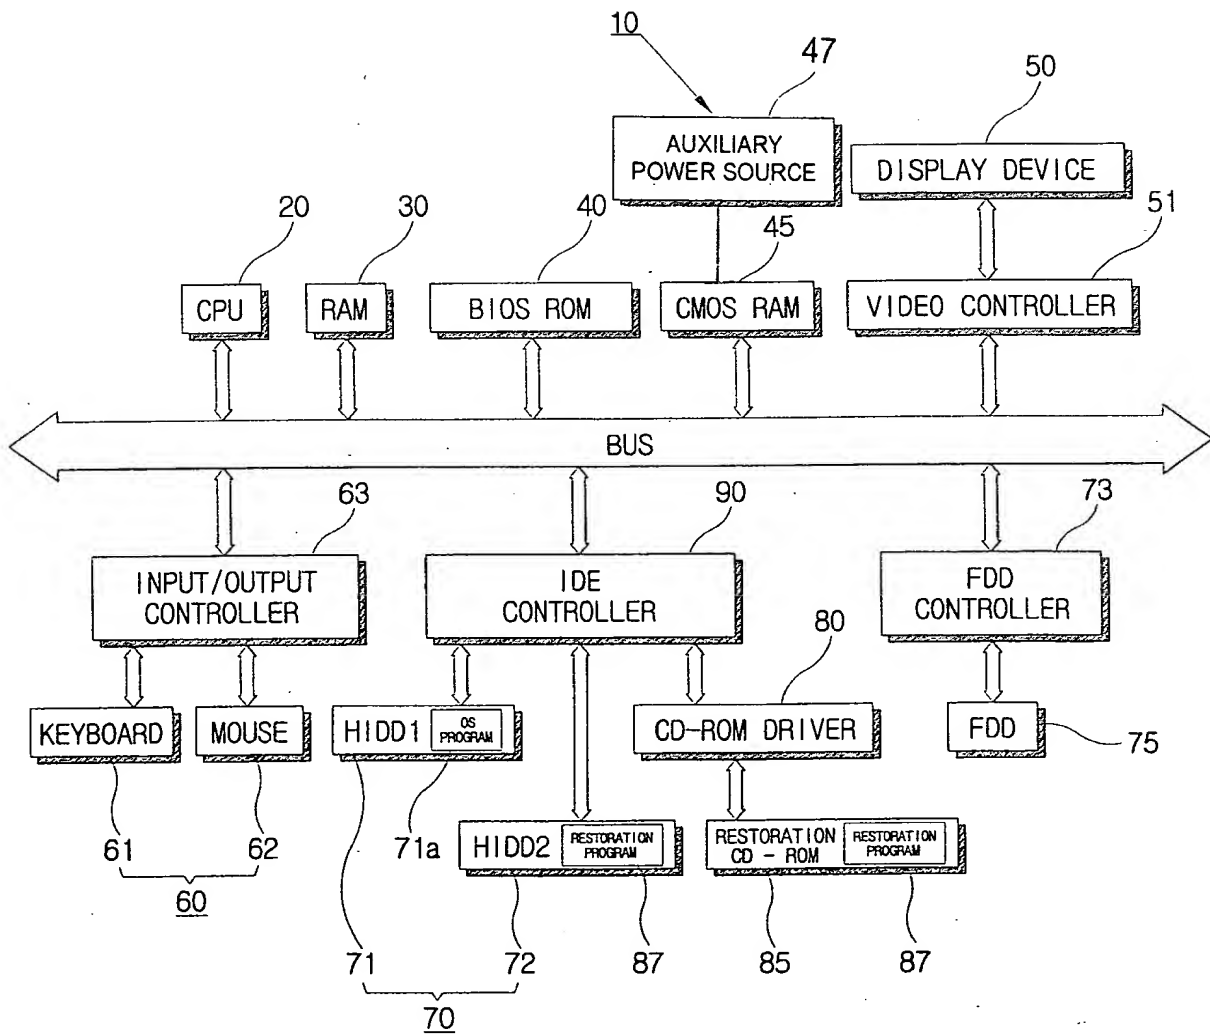 10
47
50
AUXILIARY
POWER SOURCE
DISPLAY DEVICE
20
30
40
45
51
CPU
RAM
BIOS ROM
CMOS RAM
VIDEO CONTROLLER
BUS
63
90
73
INPUT/OUTPUT
CONTROLLER
IDE
CONTROLLER
FDD
CONTROLLER
80
KEYBOARD
MOUSE
HIDD1
OS
PROGRAM
CD-ROM DRIVER
FDD
75
61
62
71a
60
HIDD2
RESTORATION
PROGRAM
RESTORATION
CD - ROM
RESTORATION
PROGRAM
71
72
87
85
87
70